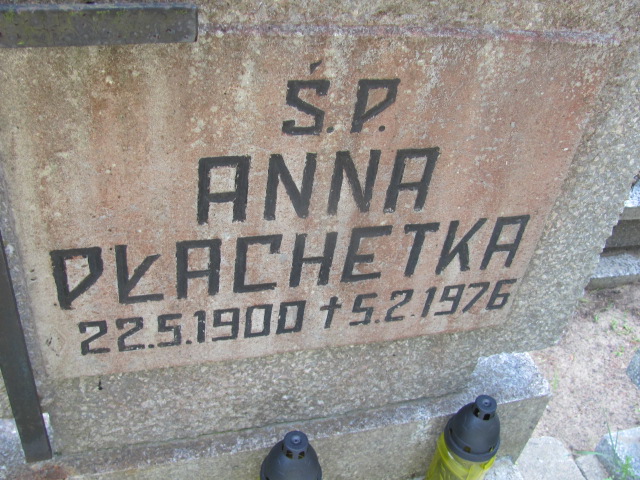 Ś.P.
ANNA
PŁACHETKA
22.5.1900 † 5.2.1976